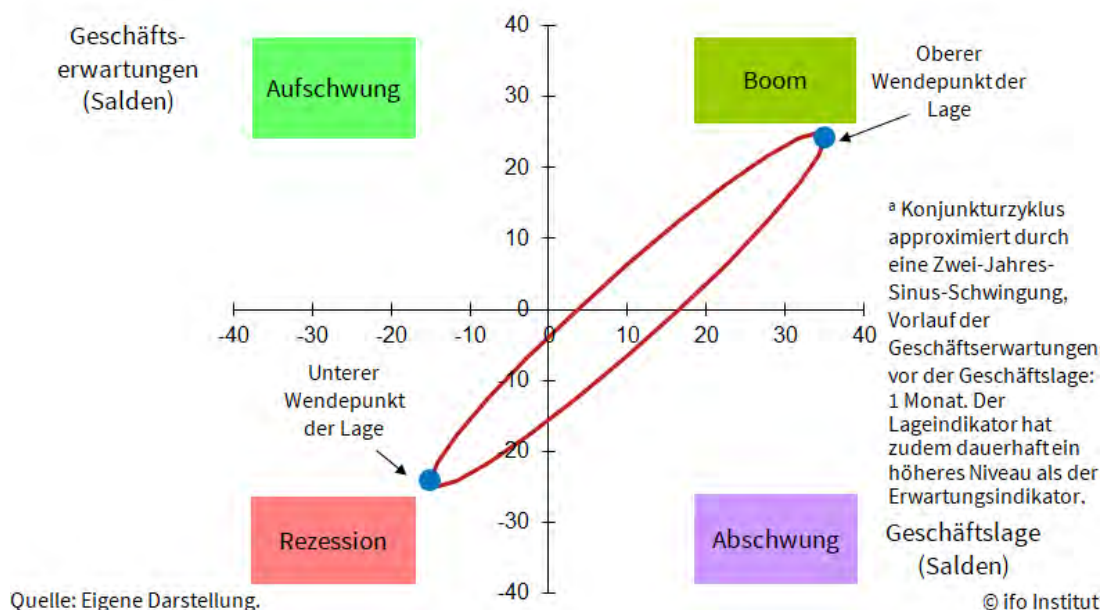 Geschäfts-
erwartungen
(Salden)
Aufschwung
Boom
Oberer
Wendepunkt der
Lage
40
30
20
10
0
-10
-20
-30
-40
-40
-30
-20
-10
0
10
20
30
40
ᵃ Konjunkturzyklus
approximiert durch
eine Zwei-Jahres-
Sinus-Schwingung,
Vorlauf der
Geschäftserwartungen
vor der Geschäftslage:
1 Monat. Der
Lageindikator hat
zudem dauerhaft ein
höheres Niveau als der
Erwartungsindikator.
Unterer
Wendepunkt
der Lage
Rezession
Abschwung
Geschäftslage
(Salden)
Quelle: Eigene Darstellung.
© ifo Institut